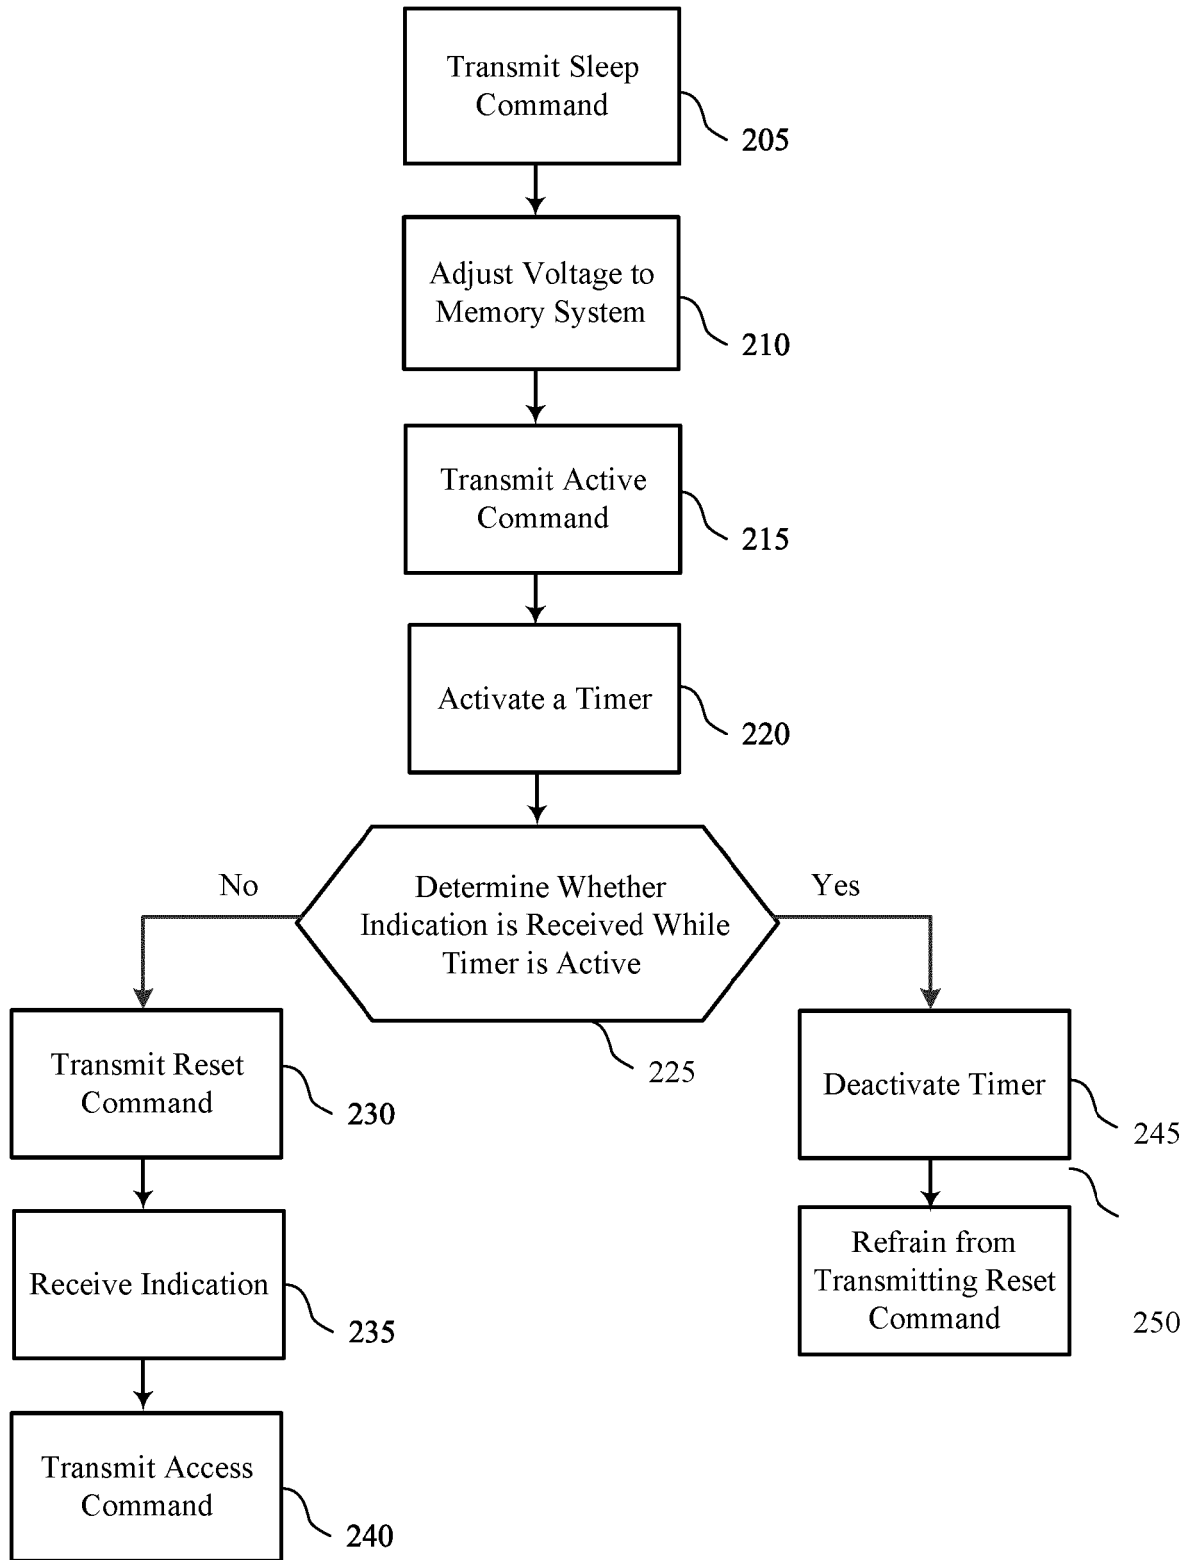 Transmit Sleep
Command
205
Adjust Voltage to
Memory System
210
Transmit Active
Command
215
Activate a Timer
220
No
Determine Whether
Indication is Received While
Timer is Active
Yes
225
Transmit Reset
Command
230
Deactivate Timer
245
Receive Indication
235
Refrain from
Transmitting Reset
Command
250
Transmit Access
Command
240